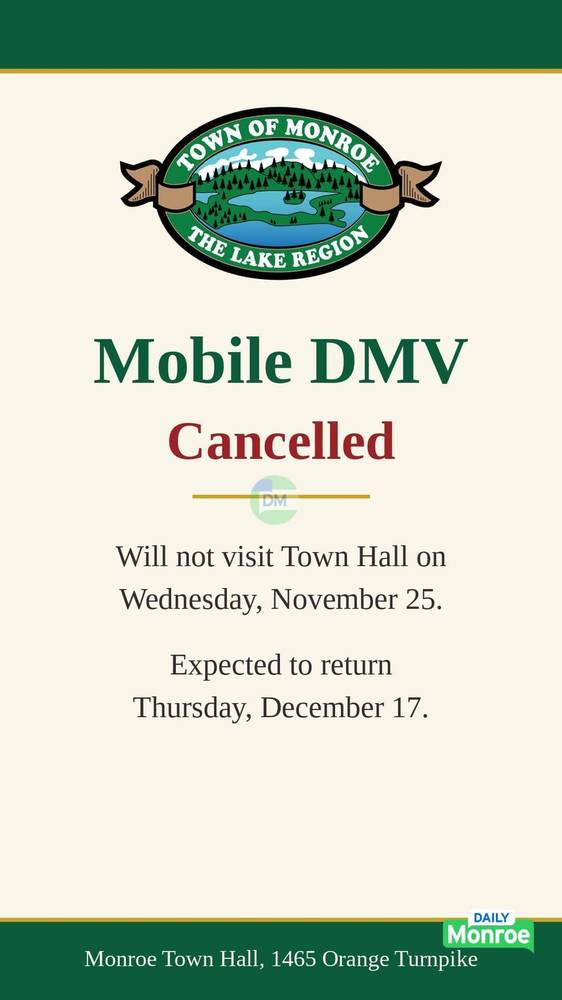 TOWN OF MONROE
THE LAKE REGION
Mobile DMV
Cancelled
DM
Will not visit Town Hall on
Wednesday, November 25.
Expected to return
Thursday, December 17.
DAILY
Monroe
Monroe Town Hall, 1465 Orange Turnpike